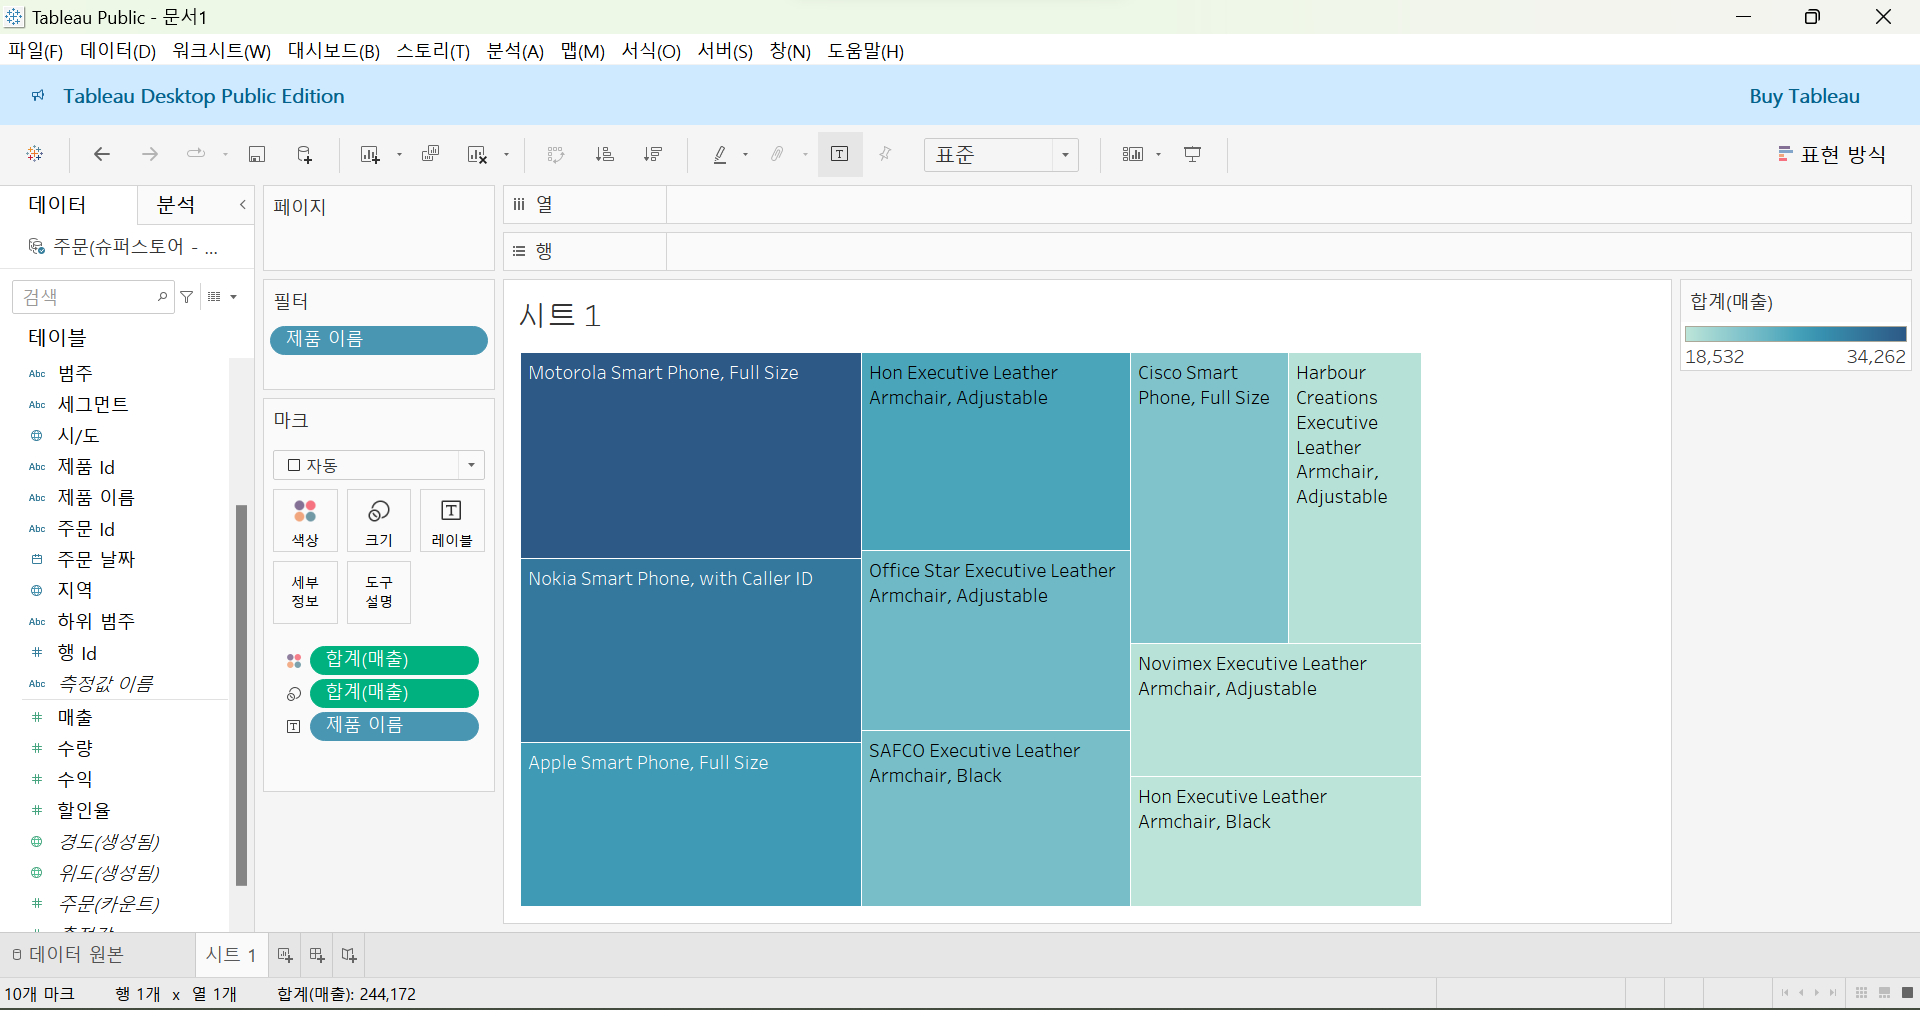 Tableau Public - 문서1
파일(F) 데이터(D) 워크시트(W) 대시보드(B) 스토리(T) 분석(A) 맵(M) 서식(O) 서버(S) 창(N) 도움말(H)
Tableau Desktop Public Edition
Buy Tableau
표준
표현 방식
데이터
분석
주문(슈퍼스토어 - ...
검색
테이블
Abc 범주
Abc 세그먼트
시/도
Abc 제품 Id
Abc 제품 이름
Abc 주문 Id
주문 날짜
지역
Abc 하위 범주
# 행 Id
Abc 측정값 이름
# 매출
# 수량
# 수익
# 할인율
경도(생성됨)
위도(생성됨)
# 주문(카운트)
페이지
필터
제품 이름
마크
자동
색상
크기
레이블
세부
정보
도구
설명
합계(매출)
합계(매출)
제품 이름
열
행
시트 1
Motorola Smart Phone, Full Size
Nokia Smart Phone, with Caller ID
Apple Smart Phone, Full Size
Hon Executive Leather
Armchair, Adjustable
Office Star Executive Leather
Armchair, Adjustable
SAFCO Executive Leather
Armchair, Black
Cisco Smart
Phone, Full Size
Harbour
Creations
Executive
Leather
Armchair,
Adjustable
Novimex Executive Leather
Armchair, Adjustable
Hon Executive Leather
Armchair, Black
합계(매출)
18,532 34,262
데이터 원본
시트 1
10개 마크 행 1개 x 열 1개 합계(매출): 244,172